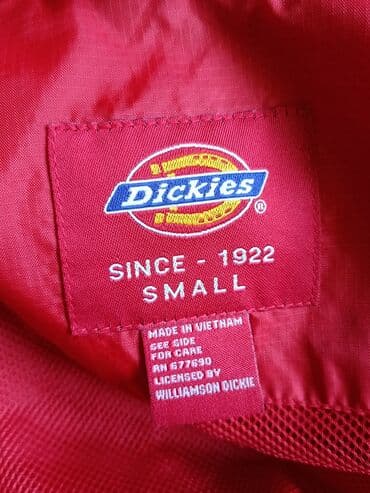 Dickies ®
SINCE - 1922
SMALL
MADE IN VIETNAM
SEE SIDE
FOR CARE
RN 677690
LICENSED BY
WILLIAMSON DICKIE